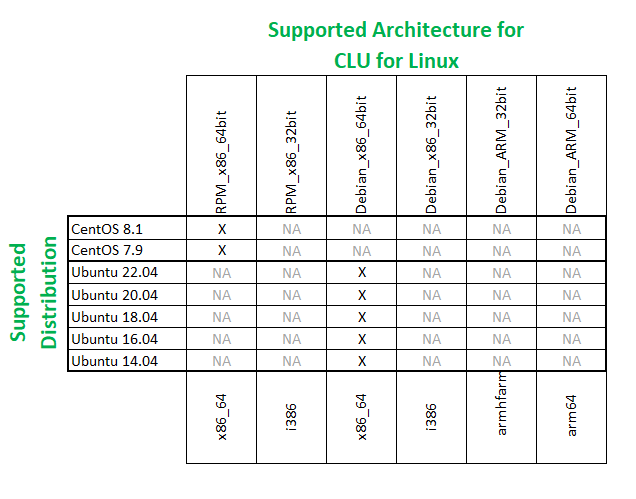 Supported Architecture for
CLU for Linux
RPM_x86_64bit RPM_x86_32bit Debian_x86_64bit Debian_x86_32bit Debian_ARM_32bit Debian_ARM_64bit
Supported
Distribution
CentOS 8.1 X NA NA NA NA NA
CentOS 7.9 X NA NA NA NA NA
Ubuntu 22.04 NA NA X NA NA NA
Ubuntu 20.04 NA NA X NA NA NA
Ubuntu 18.04 NA NA X NA NA NA
Ubuntu 16.04 NA NA X NA NA NA
Ubuntu 14.04 NA NA X NA NA NA
x86_64 i386 x86_64 i386 armhfarm arm64